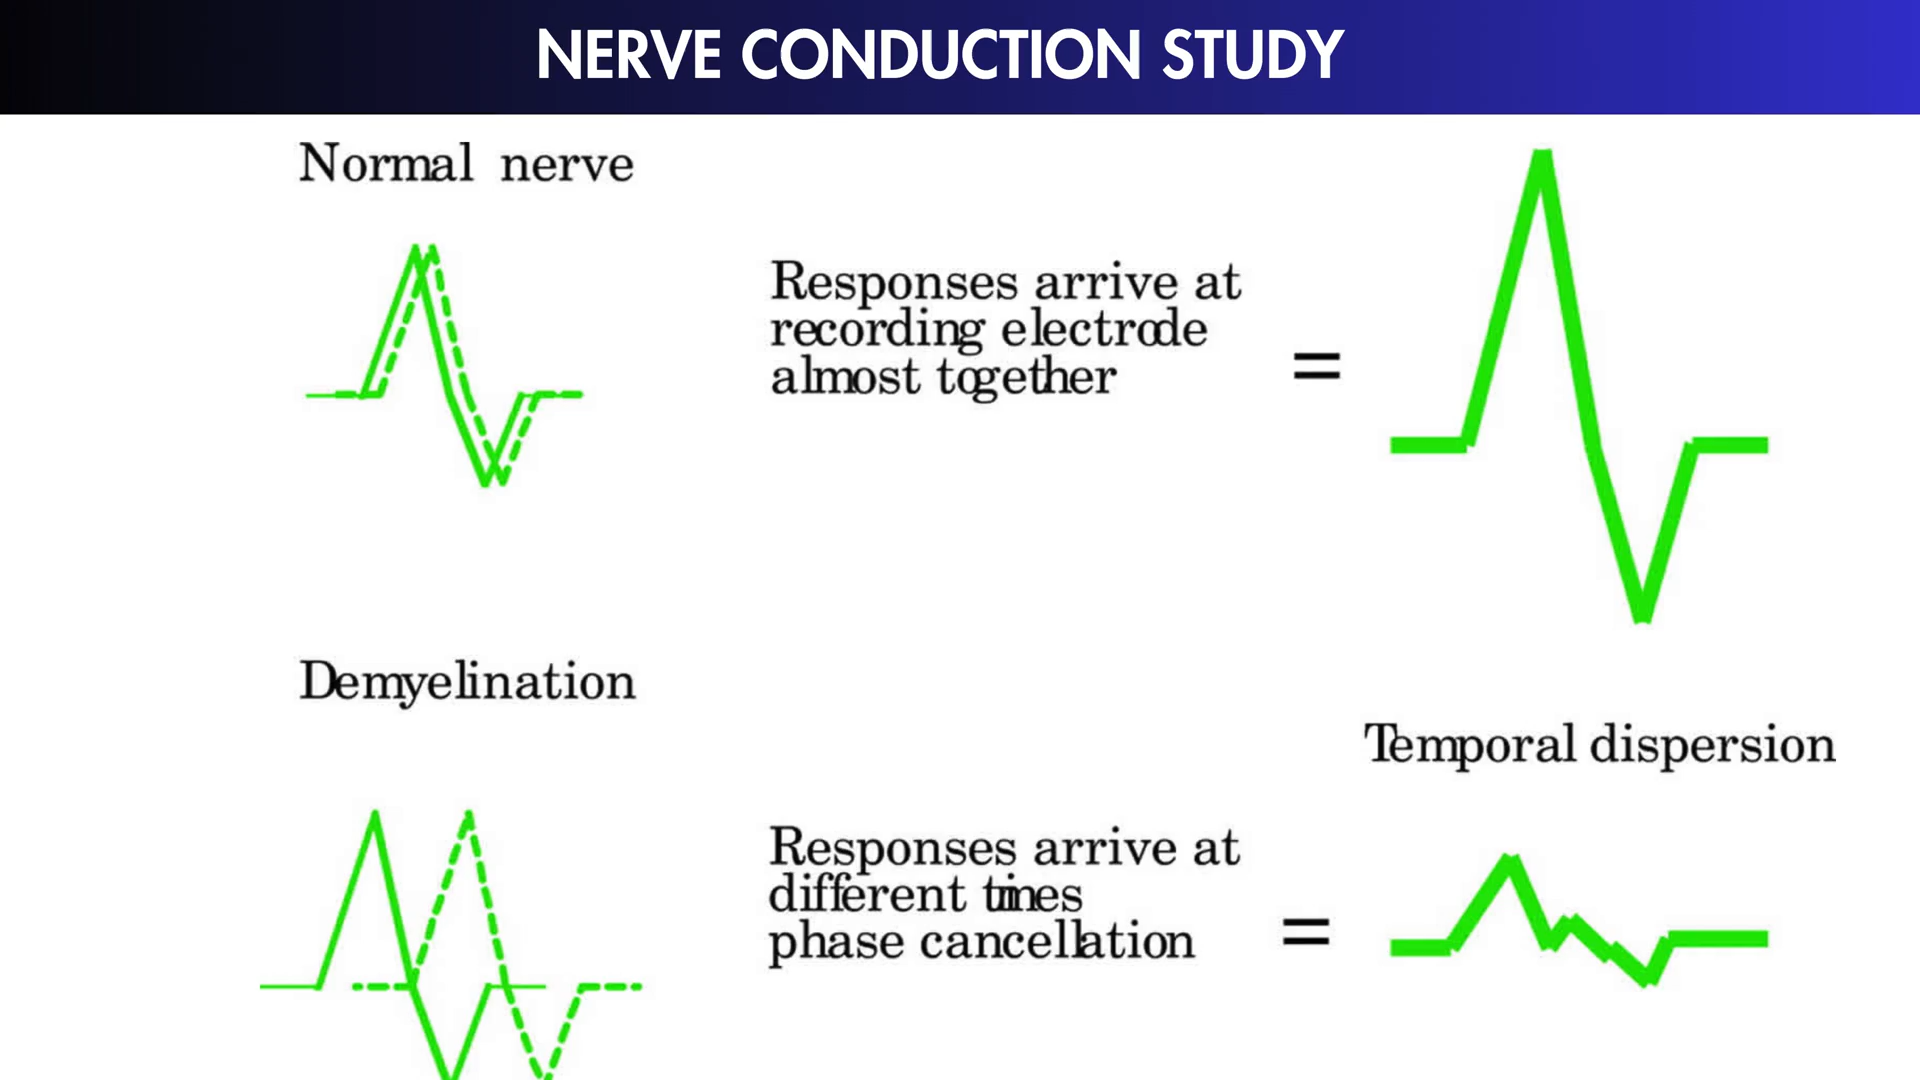 NERVE CONDUCTION STUDY
Normal nerve
Responses arrive at
recording electrode
almost together
=
Demyelination
Temporal dispersion
Responses arrive at
different times
phase cancellation
=